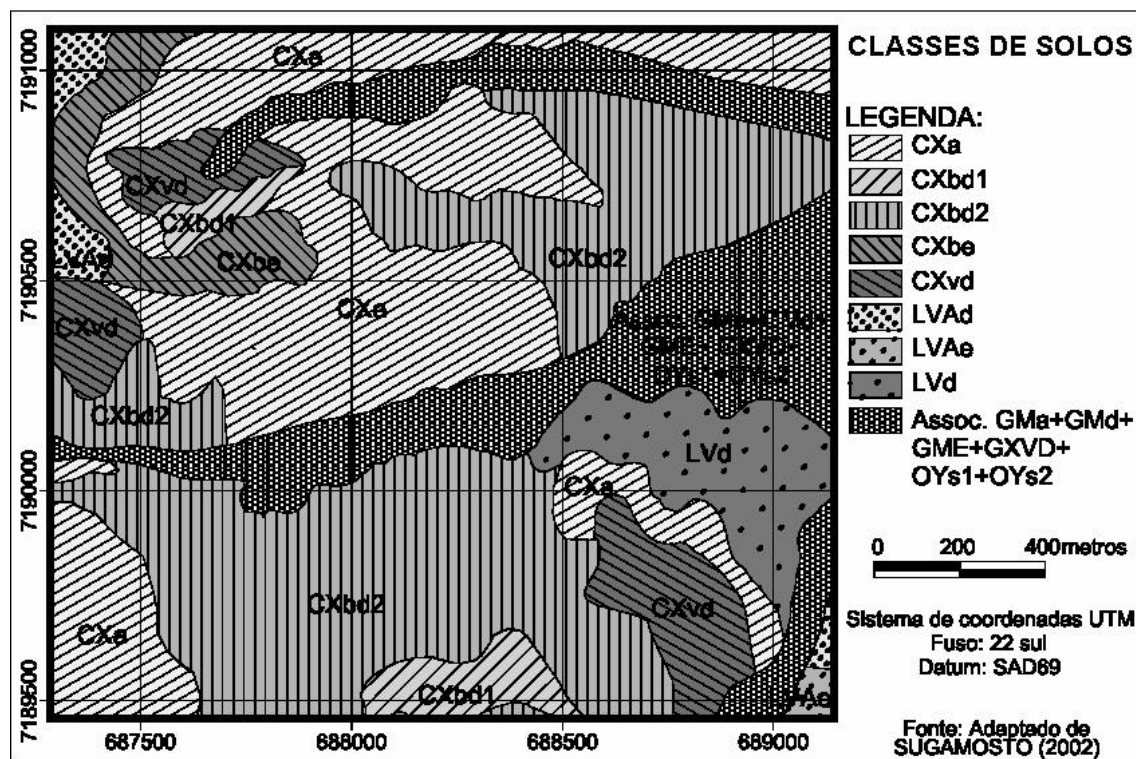 7191000
7190500
7190000
7189500
CXa
CXvd
CXbd1
CXbe
CXbd2
CXvd
CXa
CXbd2
LVd
CXa
CXbd2
CXvd
CXa
CXbd1
687500
688000
688500
689000
CLASSES DE SOLOS
LEGENDA:
CXa
CXbd1
CXbd2
CXbe
CXvd
LVAd
LVAe
LVd
Assoc. GMa+GMd+
GME+GXVD+
OYs1+OYs2
0 200 400metros
Sistema de coordenadas UTM
Fuso: 22 sul
Datum: SAD69
Fonte: Adaptado de
SUGAMOSTO (2002)